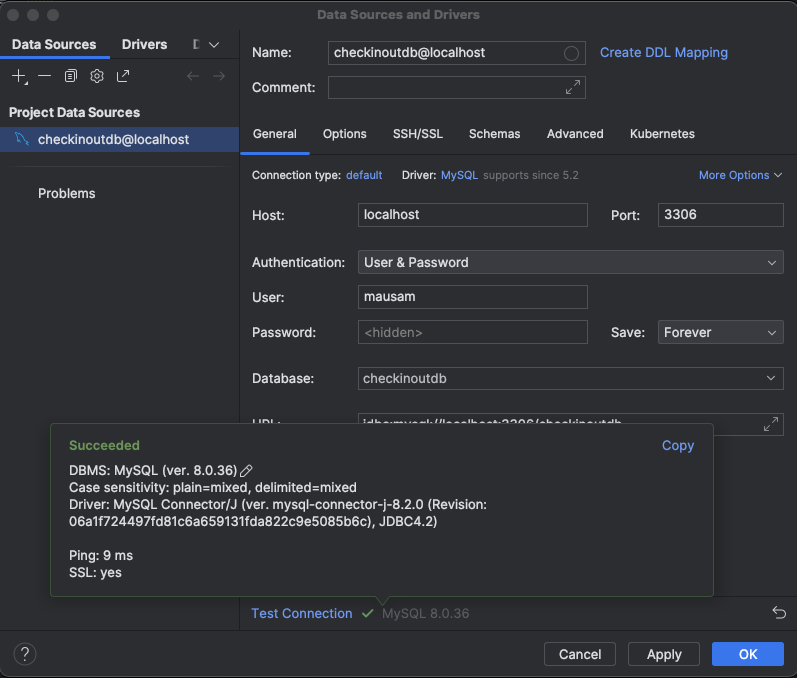 Data Sources and Drivers
Data Sources Drivers
Project Data Sources
checkinoutdb@localhost
Problems
Name: checkinoutdb@localhost Create DDL Mapping
Comment:
General Options SSH/SSL Schemas Advanced Kubernetes
Connection type: default Driver: MySQL supports since 5.2 More Options
Host: localhost Port: 3306
Authentication: User & Password
User: mausam
Password: <hidden> Save: Forever
Database: checkinoutdb
URL: jdbc:mysql://localhost:3306/checkinoutdb
Succeeded Copy
DBMS: MySQL (ver. 8.0.36)
Case sensitivity: plain=mixed, delimited=mixed
Driver: MySQL Connector/J (ver. mysql-connector-j-8.2.0 (Revision:
06a1f724497fd81c6a659131fda822c9e5085b6c), JDBC4.2)
Ping: 9 ms
SSL: yes
Test Connection MySQL 8.0.36
? Cancel Apply OK